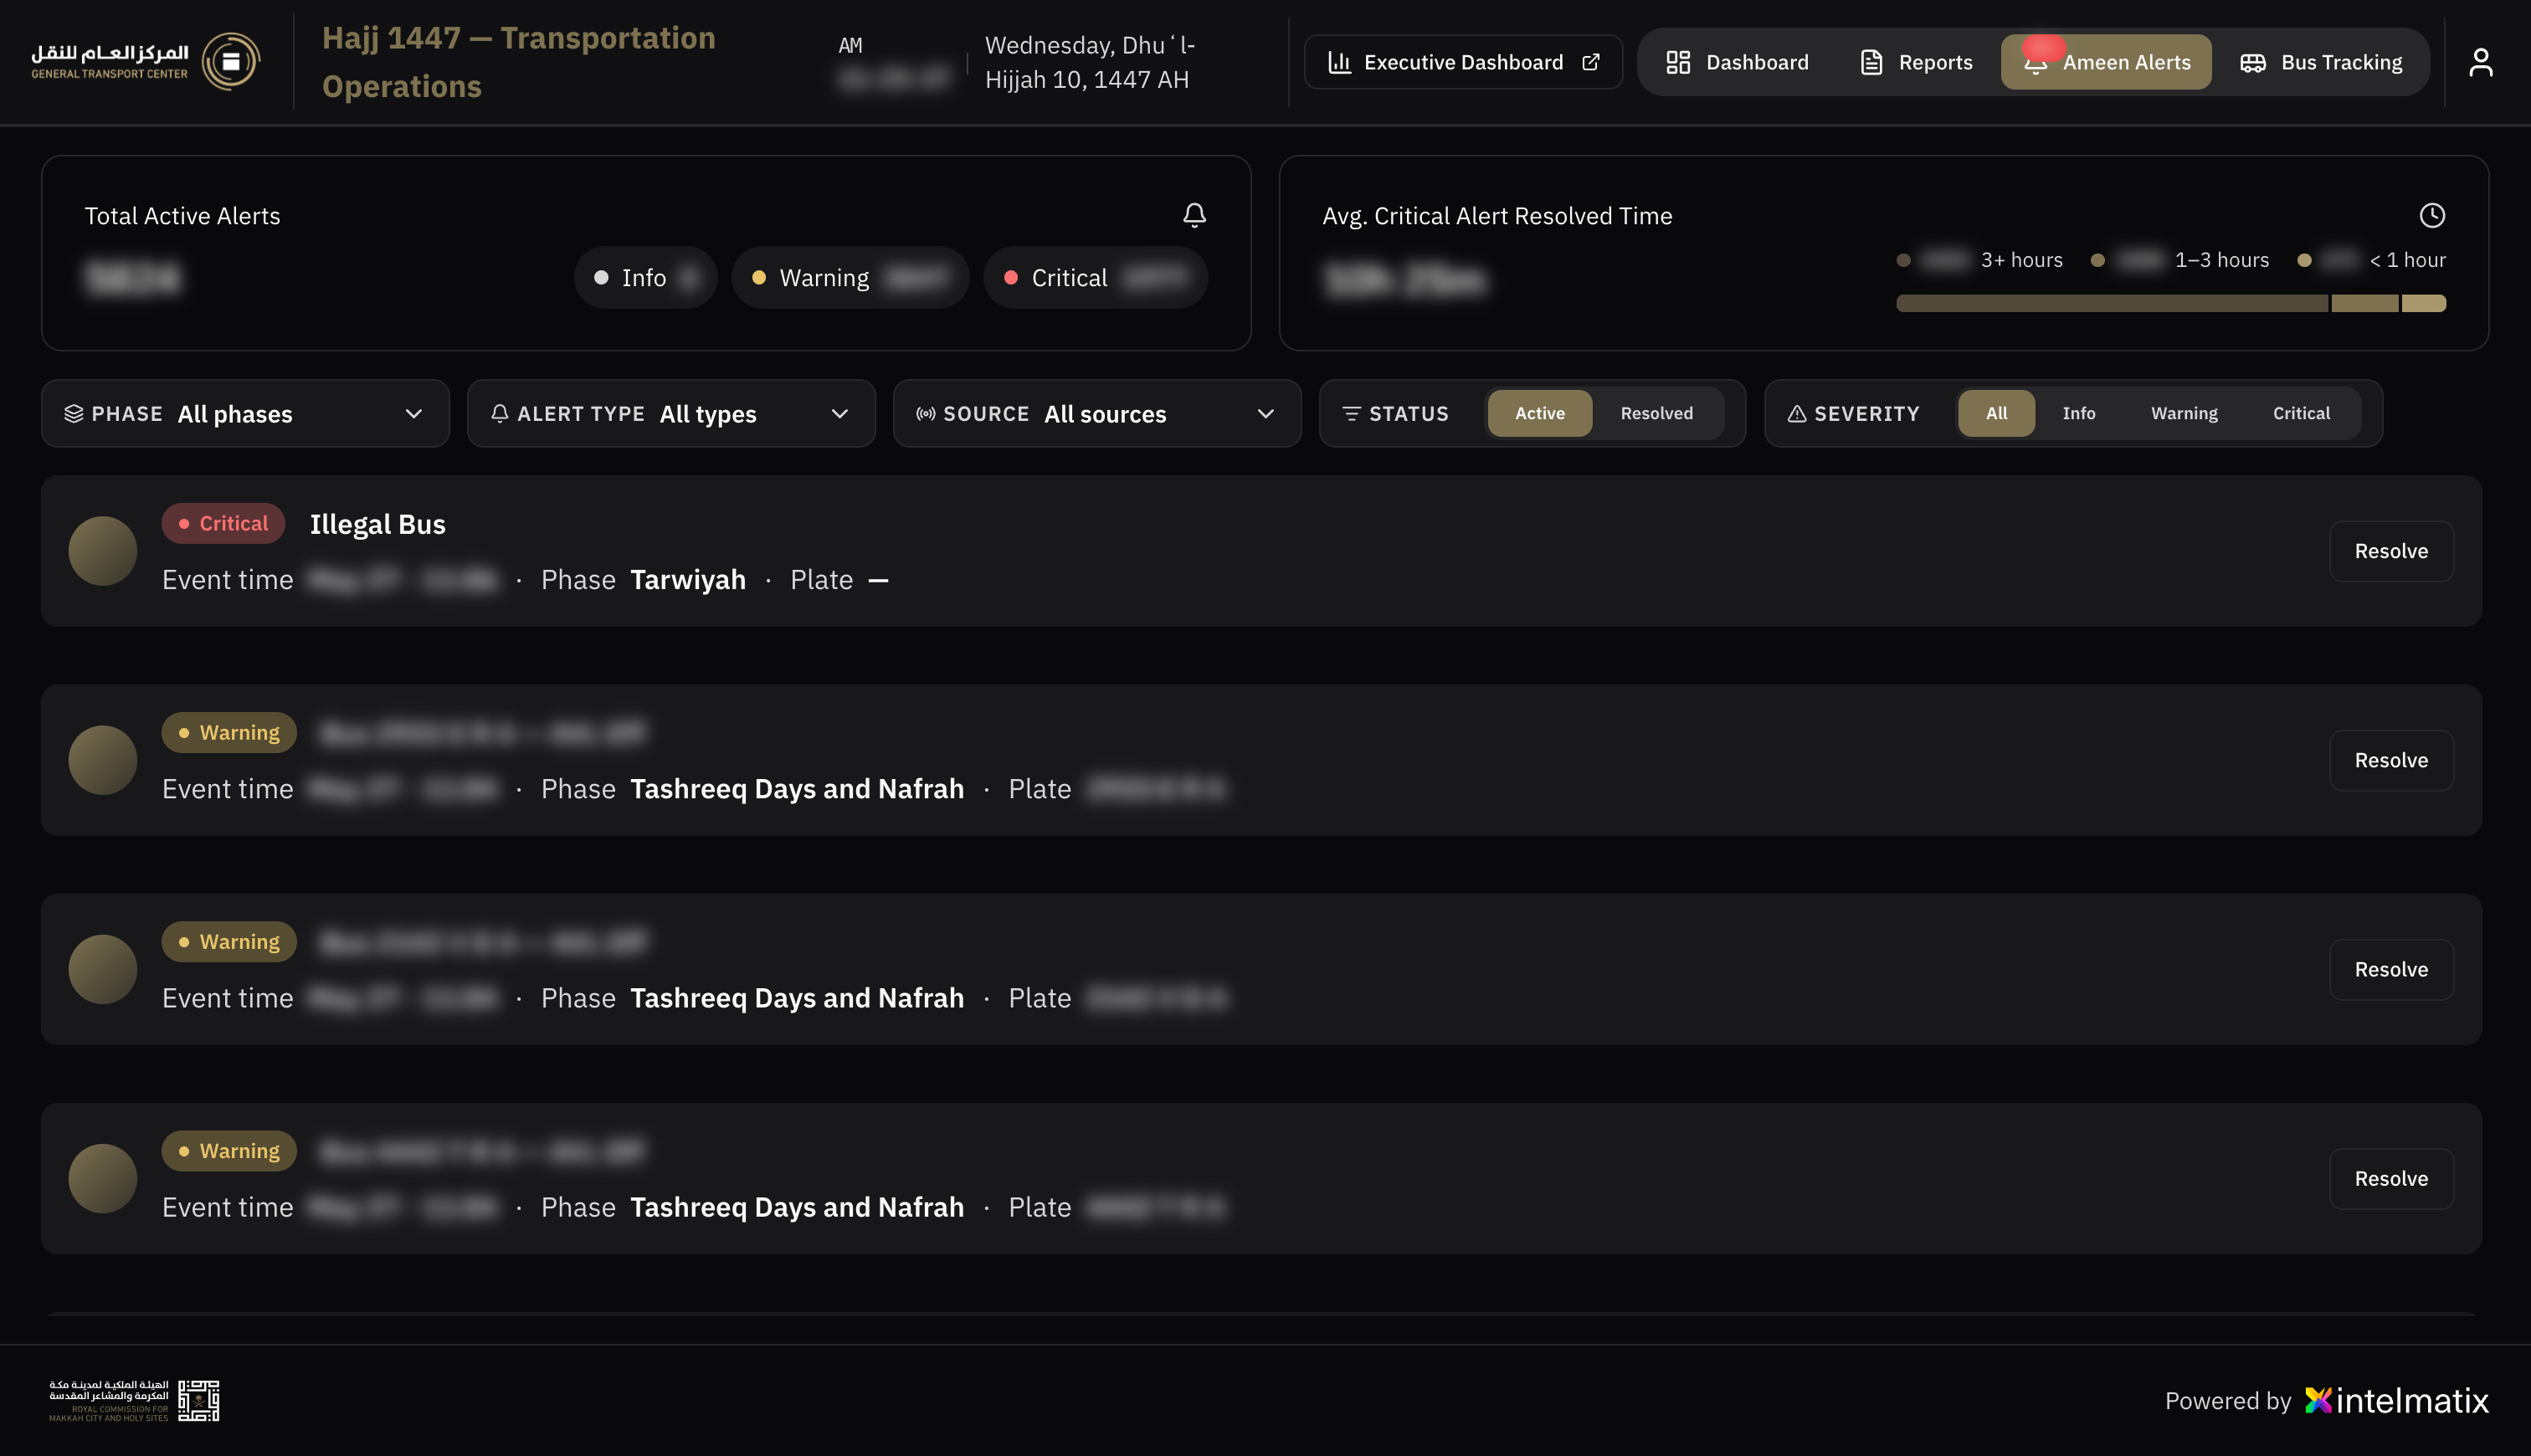 المركز العام للنقل
GENERAL TRANSPORT CENTER
Hajj 1447 — Transportation
Operations
AM
Wednesday, Dhuʻl-
Hijjah 10, 1447 AH
Executive Dashboard
Dashboard
Reports
Ameen Alerts
Bus Tracking
Total Active Alerts
Info
Warning
Critical
Avg. Critical Alert Resolved Time
3+ hours
1–3 hours
< 1 hour
PHASE All phases
ALERT TYPE All types
SOURCE All sources
STATUS Active Resolved
SEVERITY All Info Warning Critical
Critical Illegal Bus
Event time · Phase Tarwiyah · Plate —
Resolve
Warning
Event time · Phase Tashreeq Days and Nafrah · Plate
Resolve
Warning
Event time · Phase Tashreeq Days and Nafrah · Plate
Resolve
Warning
Event time · Phase Tashreeq Days and Nafrah · Plate
Resolve
الهيئة الملكية لمدينة مكة
المكرمة والمشاعر المقدسة
ROYAL COMMISSION FOR
MAKKAH CITY AND HOLY SITES
Powered by intelmatix